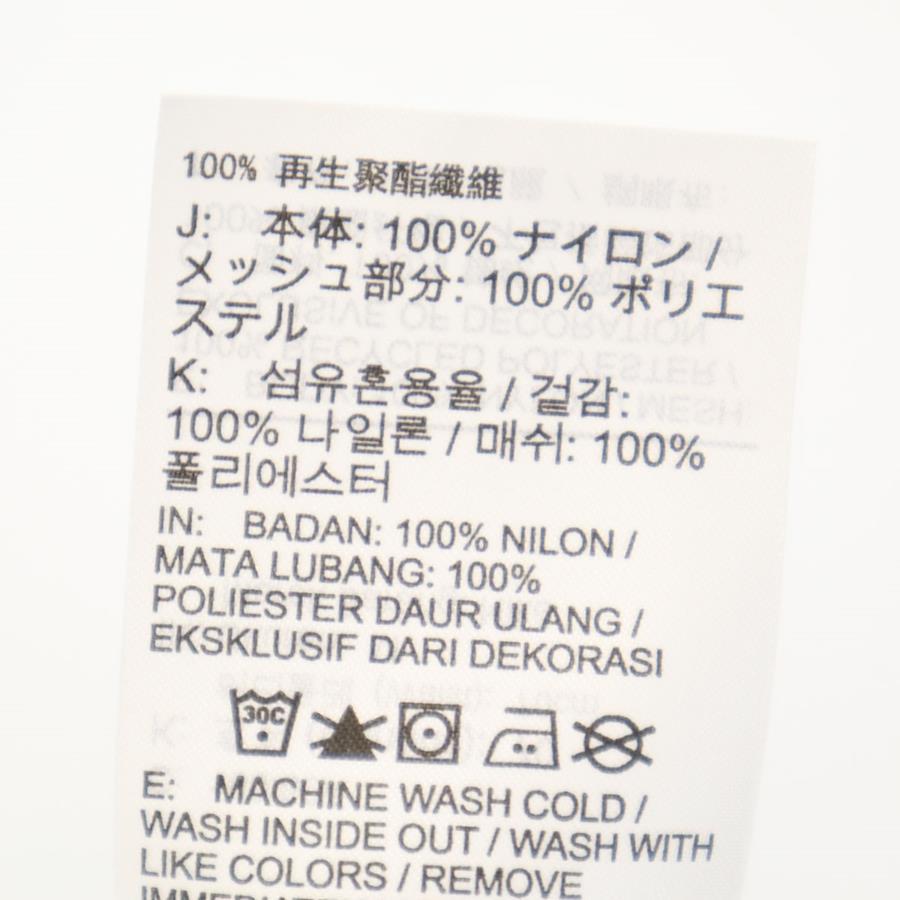 100% 再生聚酯纖維
J: 本体: 100% ナイロン /
メッシュ部分: 100% ポリエ
ステル
K: 섬유혼용율 / 겉감:
100% 나일론 / 매쉬: 100%
폴리에스터
IN: BADAN: 100% NILON /
MATA LUBANG: 100%
POLIESTER DAUR ULANG /
EKSKLUSIF DARI DEKORASI
30C
E: MACHINE WASH COLD /
WASH INSIDE OUT / WASH WITH
LIKE COLORS / REMOVE